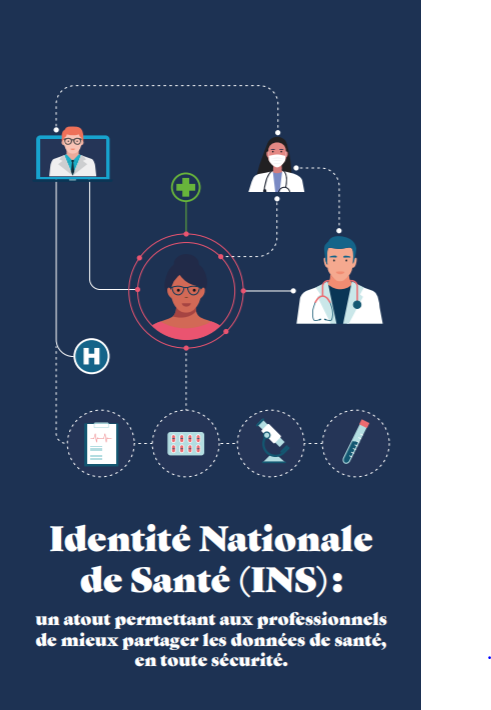 H
Identité Nationale
de Santé (INS):
un atout permettant aux professionnels
de mieux partager les données de santé,
en toute sécurité.